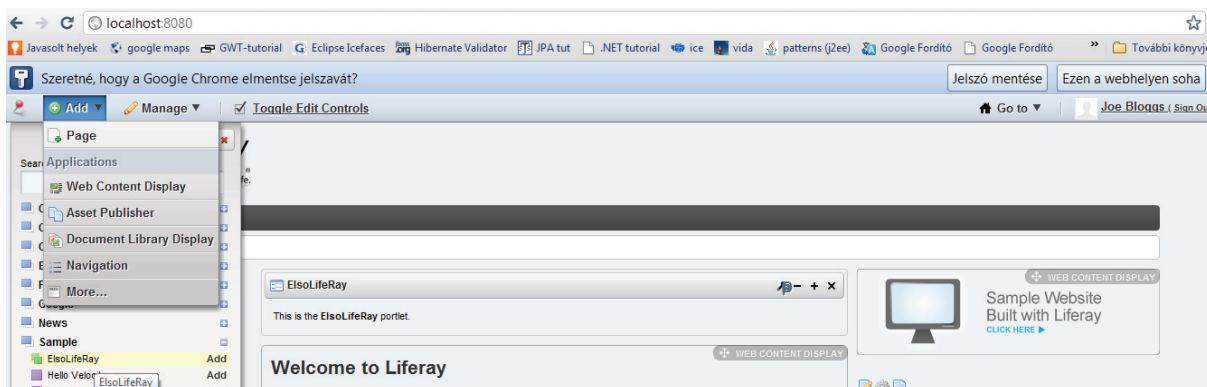 localhost:8080
Javasolt helyek google maps GWT-tutorial Eclipse Icefaces Hibernate Validator JPA tut .NET tutorial ice vida patterns (j2ee) Google Fordító Google Fordító » További könyvj
Szeretné, hogy a Google Chrome elmentse jelszavát? Jelszó mentése Ezen a webhelyen soha
Add Manage Toggle Edit Controls Go to Joe Bloggs ( Sign Ou
Page
Applications
Web Content Display
Asset Publisher
Document Library Display
Navigation
More...
News
Sample
ElsoLifeRay Add
Hello Add
ElsoLifeRay
ElsoLifeRay
This is the ElsoLifeRay portlet.
WEB CONTENT DISPLAY
Welcome to Liferay
WEB CONTENT DISPLAY
Sample Website
Built with Liferay
CLICK HERE